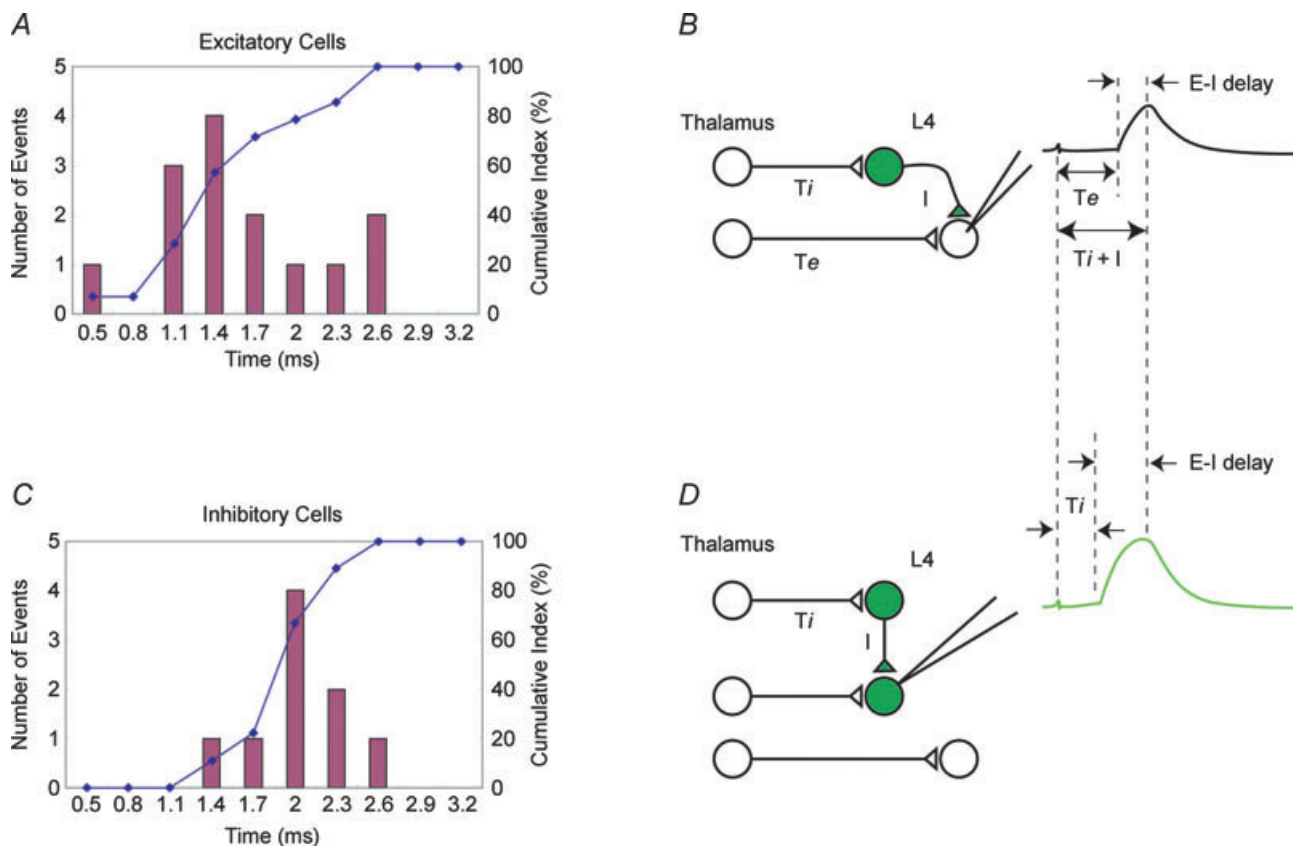 A
Excitatory Cells
Number of Events
5
4
3
2
1
0
100
80
60
40
20
0
Cumulative Index (%)
0.5 0.8 1.1 1.4 1.7 2 2.3 2.6 2.9 3.2
Time (ms)
B
E-I delay
Thalamus L4
Ti
I
Te
Te
Ti + I
C
Inhibitory Cells
Number of Events
5
4
3
2
1
0
100
80
60
40
20
0
Cumulative Index (%)
0.5 0.8 1.1 1.4 1.7 2 2.3 2.6 2.9 3.2
Time (ms)
D
E-I delay
Ti
Thalamus L4
Ti
I